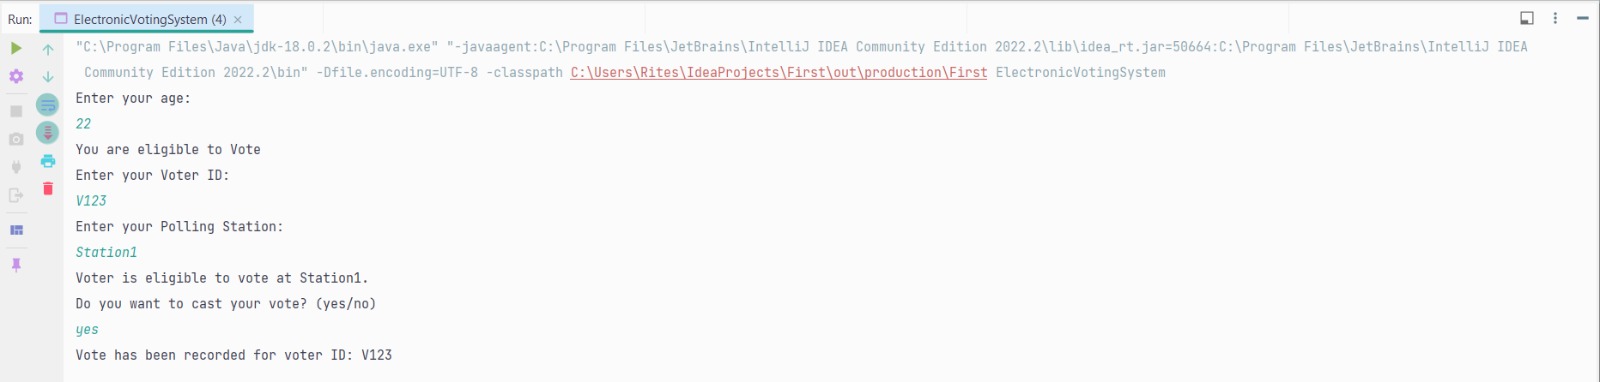 Run: ElectronicVotingSystem (4) ×
"C:\Program Files\Java\jdk-18.0.2\bin\java.exe" "-javaagent:C:\Program Files\JetBrains\IntelliJ IDEA Community Edition 2022.2\lib\idea_rt.jar=50664:C:\Program Files\JetBrains\IntelliJ IDEA
Community Edition 2022.2\bin" -Dfile.encoding=UTF-8 -classpath C:\Users\Rites\IdeaProjects\First\out\production\First ElectronicVotingSystem
Enter your age:
22
You are eligible to Vote
Enter your Voter ID:
V123
Enter your Polling Station:
Station1
Voter is eligible to vote at Station1.
Do you want to cast your vote? (yes/no)
yes
Vote has been recorded for voter ID: V123